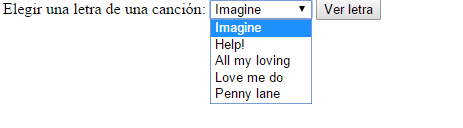 Elegir una letra de una canción: Imagine Ver letra
Imagine
Help!
All my loving
Love me do
Penny lane